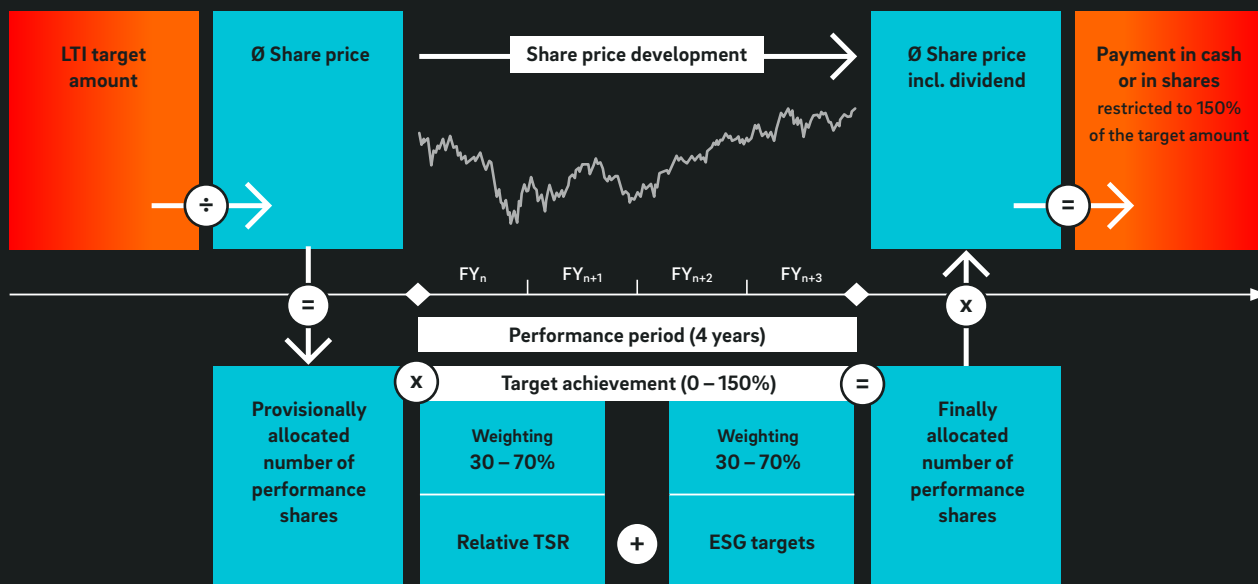 LTI target
amount
÷
Ø Share price
Share price development
Ø Share price
incl. dividend
=
Payment in cash
or in shares
restricted to 150%
of the target amount
FYn
FYn+1
FYn+2
FYn+3
=
x
Performance period (4 years)
x
Target achievement (0 – 150%)
=
Provisionally
allocated
number of
performance
shares
Weighting
30 – 70%
Relative TSR
+
Weighting
30 – 70%
ESG targets
Finally
allocated
number of
performance
shares